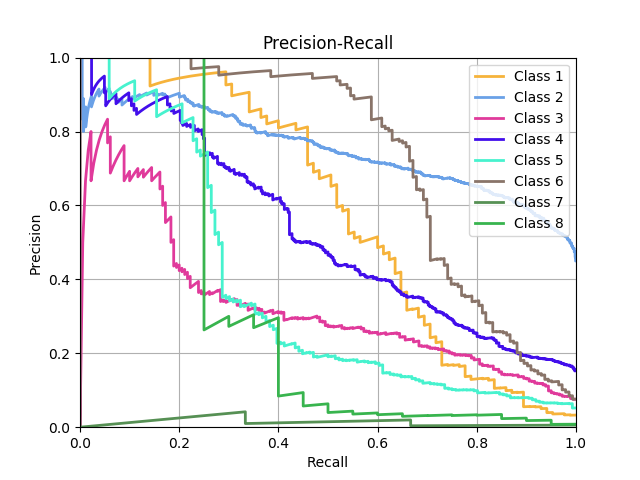 Precision-Recall
1.0
0.8
0.6
0.4
0.2
0.0
Precision
Class 1
Class 2
Class 3
Class 4
Class 5
Class 6
Class 7
Class 8
0.0 0.2 0.4 0.6 0.8 1.0
Recall